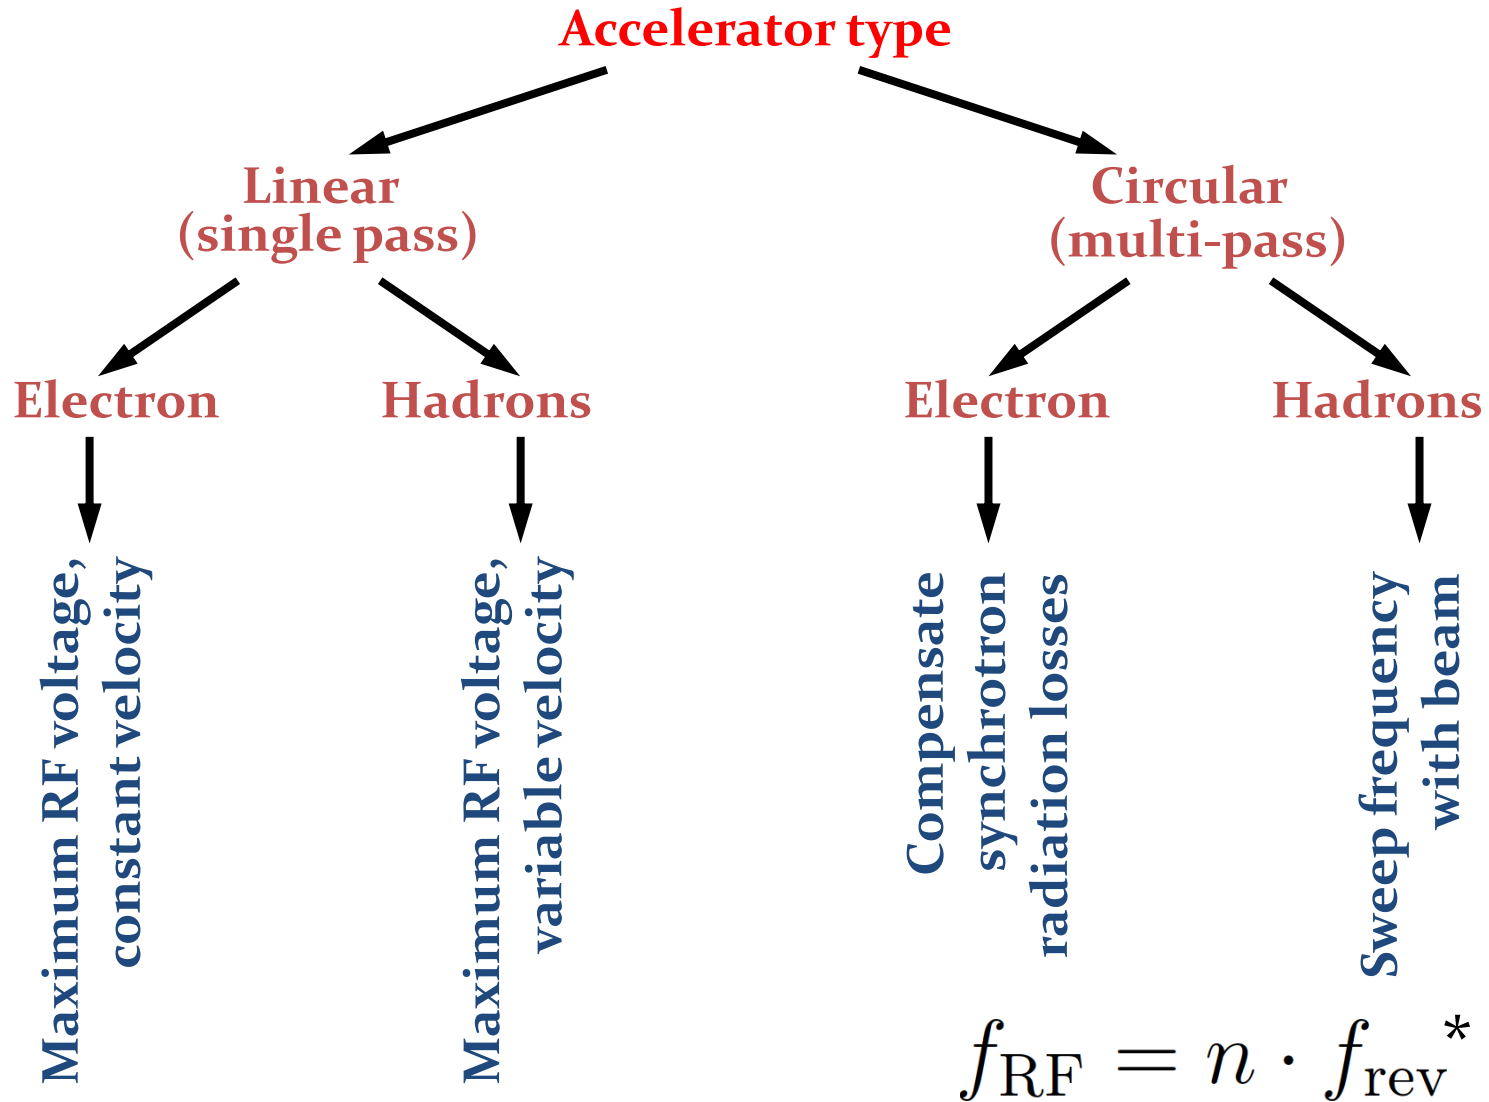 Accelerator type
Linear
(single pass)
Circular
(multi-pass)
Electron
Hadrons
Electron
Hadrons
Maximum RF voltage,
constant velocity
Maximum RF voltage,
variable velocity
Compensate
synchrotron
radiation losses
Sweep frequency
with beam
f_RF = n · f_rev*